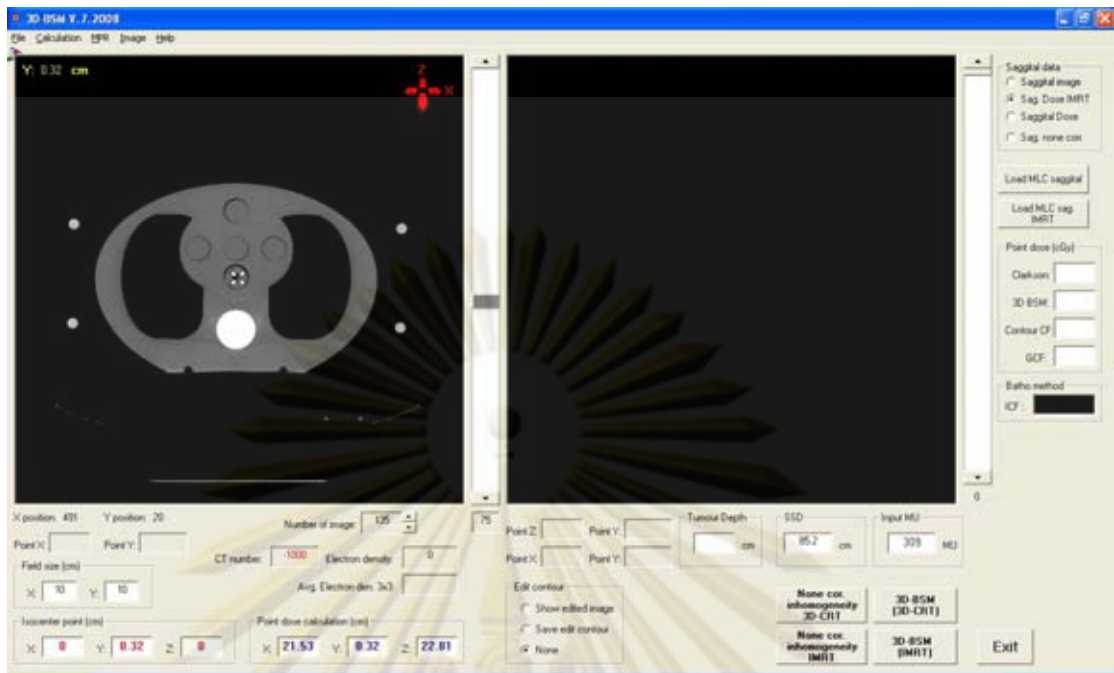 3D-BSM V.7.2008
File Calculation MPR Image Help
Y: 0.32 cm
Z
X
Saggital data
Saggital image
Sag. Dose IMRT
Saggital Dose
Sag. none corr.
Load MLC saggital
Load MLC sag. IMRT
Point dose (cGy)
Clarkson:
3D BSM:
Contour CF:
GCF:
Batho method
ICF :
0
X position: 491 Y position: 20
Number of image: 135
75
Point X: Point Y:
CT number: -1000 Electron density: 0
Avg. Electron den. 3x3:
Field size (cm)
X: 10 Y: 10
Isocenter point (cm)
X: 0 Y: 0.32 Z: 0
Point dose calculation (cm)
X: 21.53 Y: 0.32 Z: 22.81
Point Z: Point Y:
Point X: Point Y:
Tumour Depth
cm
SSD
85.2 cm
Input MU
309 MU
Edit contour
Show edited image
Save edit contour
None
None cor. inhomogeneity 3D-CRT
3D-BSM (3D-CRT)
None cor. inhomogeneity IMRT
3D-BSM (IMRT)
Exit